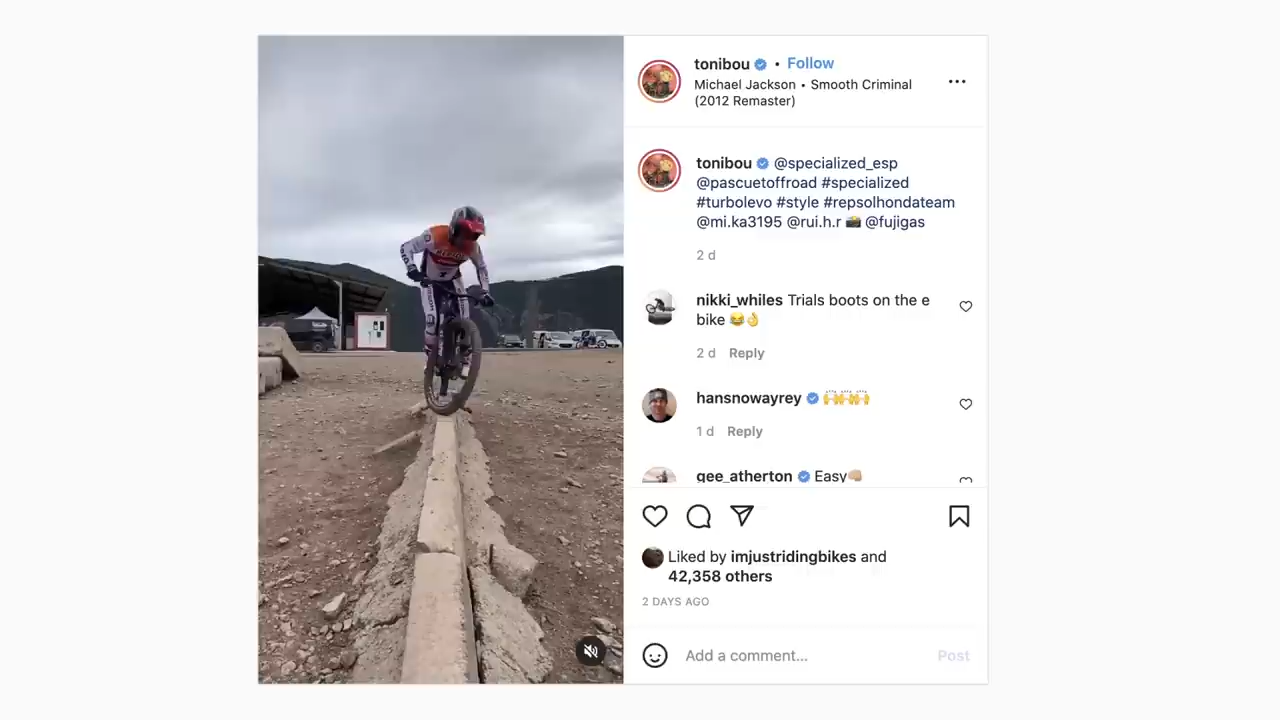 tonibou • Follow
Michael Jackson • Smooth Criminal
(2012 Remaster)
tonibou @specialized_esp
@pascuetoffroad #specialized
#turbolevo #style #repsolhondateam
@mi.ka3195 @rui.h.r 📸 @fujigas
2 d
nikki_whiles Trials boots on the e
bike 😂👌
2 d Reply
hansnowayrey 🙌🙌🙌
1 d Reply
gee_atherton Easy👊🏼
Liked by imjustridingbikes and
42,358 others
2 DAYS AGO
Add a comment...
Post